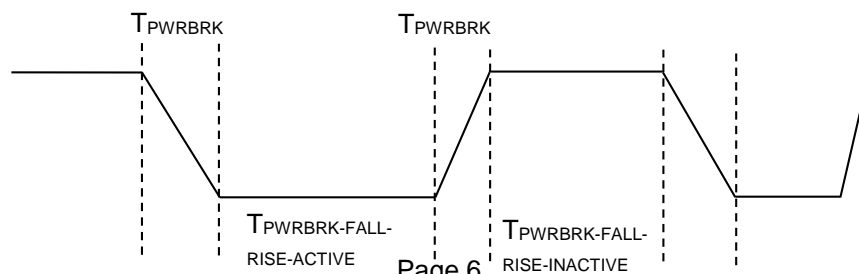 TPWRBRK
TPWRBRK
TPWRBRK-FALL-
RISE-ACTIVE
TPWRBRK-FALL-
RISE-INACTIVE
Page 6